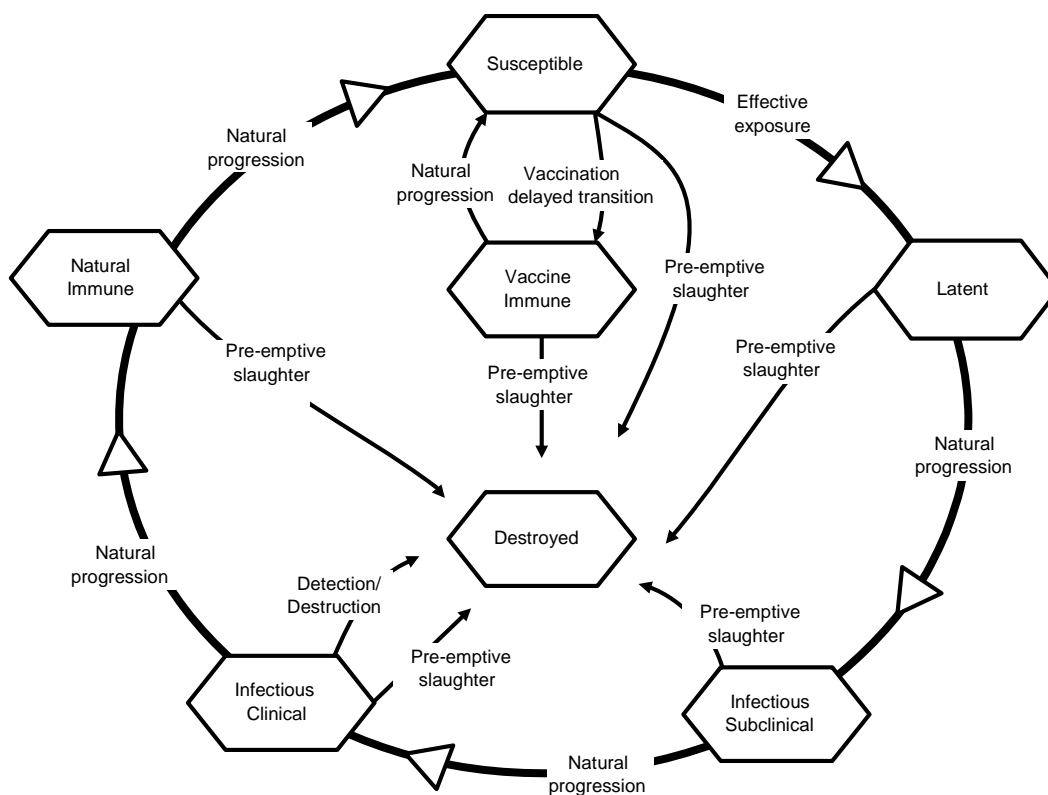 Susceptible
Effective
exposure
Natural
progression
Natural
progression
Vaccination
delayed transition
Natural
Immune
Vaccine
Immune
Pre-emptive
slaughter
Latent
Pre-emptive
slaughter
Pre-emptive
slaughter
Pre-emptive
slaughter
Natural
progression
Destroyed
Natural
progression
Detection/
Destruction
Pre-emptive
slaughter
Pre-emptive
slaughter
Infectious
Clinical
Infectious
Subclinical
Natural
progression